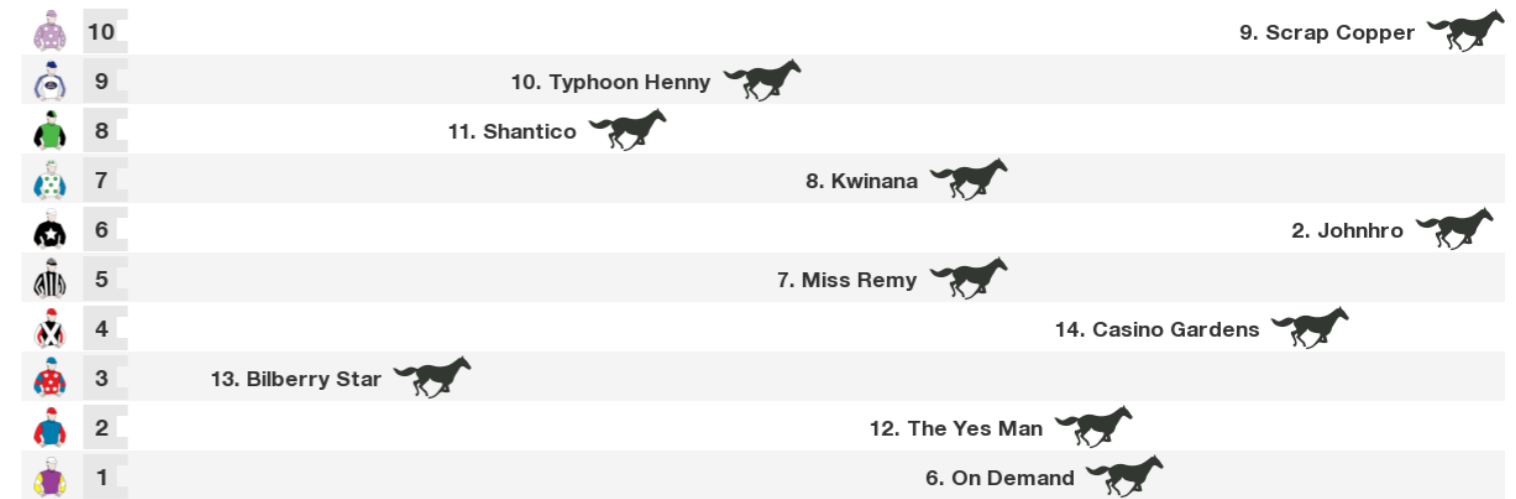 10 9. Scrap Copper
9 10. Typhoon Henny
8 11. Shantico
7 8. Kwinana
6 2. Johnhro
5 7. Miss Remy
4 14. Casino Gardens
3 13. Bilberry Star
2 12. The Yes Man
1 6. On Demand